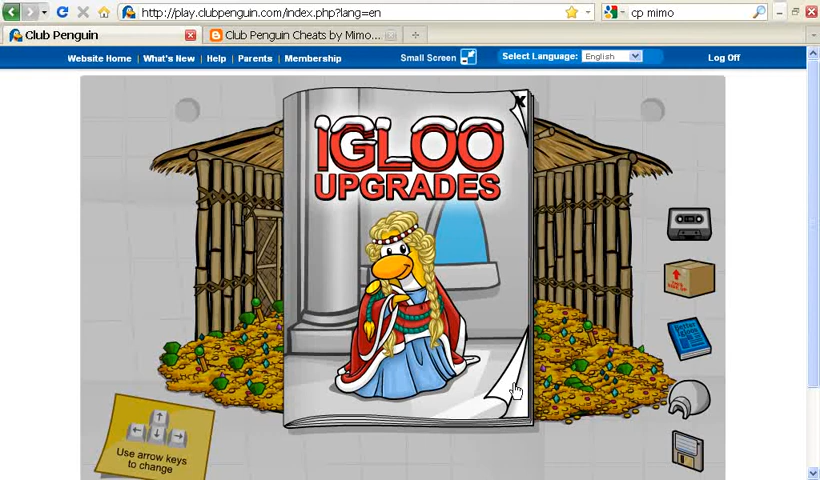 http://play.clubpenguin.com/index.php?lang=en
cp mimo
Club Penguin
Club Penguin Cheats by Mimo...
Website Home
What's New
Help
Parents
Membership
Small Screen
Select Language:
English
Log Off
X
IGLOO
UPGRADES
Use arrow keys
to change